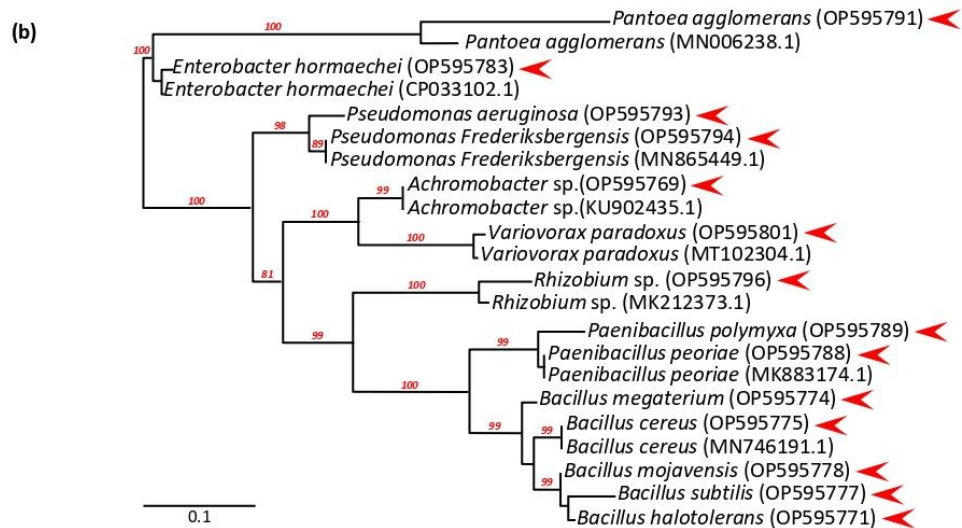 (b)
100
Pantoea agglomerans (OP595791)
Pantoea agglomerans (MN006238.1)
100
Enterobacter hormaechei (OP595783)
Enterobacter hormaechei (CP033102.1)
98
Pseudomonas aeruginosa (OP595793)
89
Pseudomonas Frederiksbergensis (OP595794)
Pseudomonas Frederiksbergensis (MN865449.1)
100
99
Achromobacter sp.(OP595769)
Achromobacter sp.(KU902435.1)
100
100
Variovorax paradoxus (OP595801)
Variovorax paradoxus (MT102304.1)
81
100
Rhizobium sp. (OP595796)
Rhizobium sp. (MK212373.1)
99
99
Paenibacillus polymyxa (OP595789)
Paenibacillus peoriae (OP595788)
Paenibacillus peoriae (MK883174.1)
100
Bacillus megaterium (OP595774)
99
99
Bacillus cereus (OP595775)
Bacillus cereus (MN746191.1)
99
Bacillus mojavensis (OP595778)
Bacillus subtilis (OP595777)
Bacillus halotolerans (OP595771)
0.1